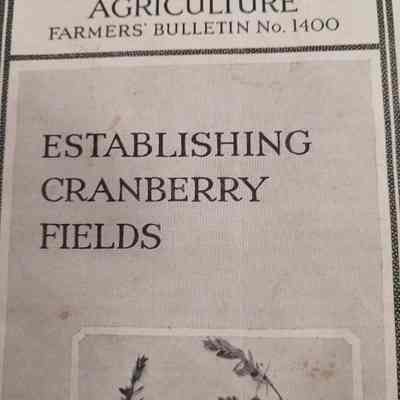 AGRICULTURE
FARMERS' BULLETIN No. 1400
ESTABLISHING
CRANBERRY
FIELDS